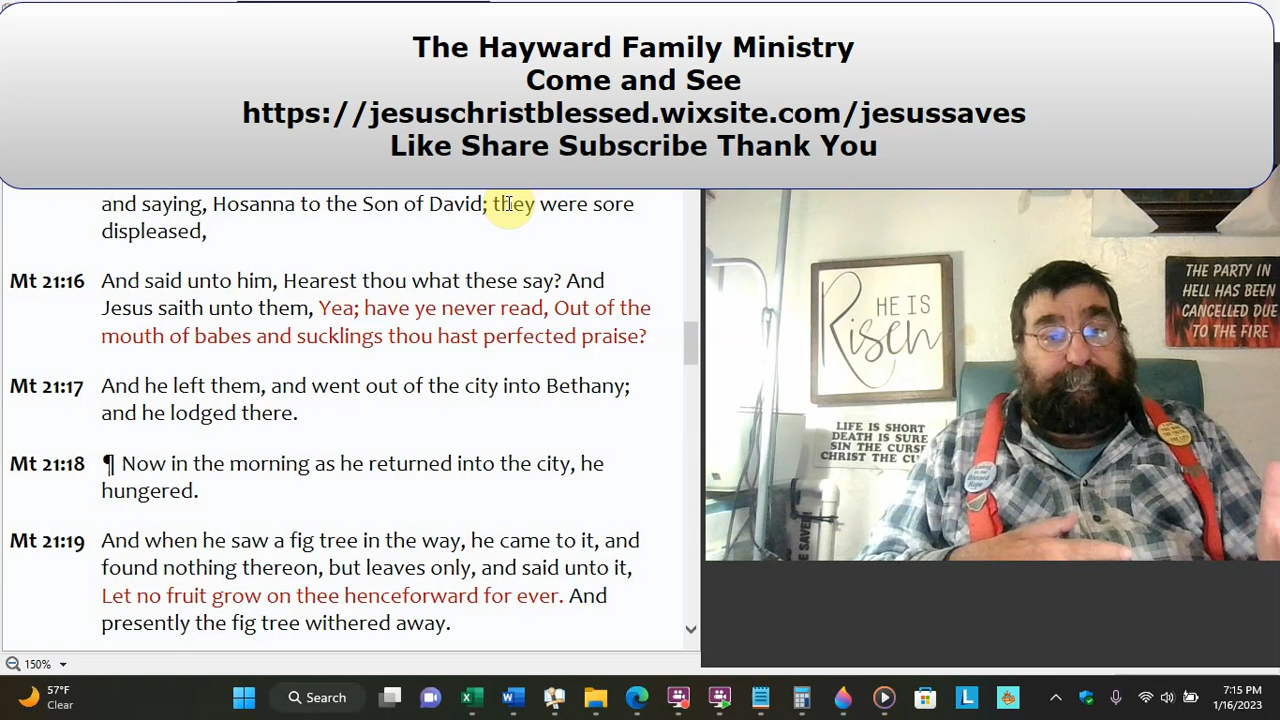 The Hayward Family Ministry
Come and See
https://jesuschristblessed.wixsite.com/jesussaves
Like Share Subscribe Thank You
and saying, Hosanna to the Son of David; they were sore
displeased,
Mt 21:16 And said unto him, Hearest thou what these say? And
Jesus saith unto them, Yea; have ye never read, Out of the
mouth of babes and sucklings thou hast perfected praise?
Mt 21:17 And he left them, and went out of the city into Bethany;
and he lodged there.
Mt 21:18 ¶ Now in the morning as he returned into the city, he
hungered.
Mt 21:19 And when he saw a fig tree in the way, he came to it, and
found nothing thereon, but leaves only, and said unto it,
Let no fruit grow on thee henceforward for ever. And
presently the fig tree withered away.
HE IS
Risen
THE PARTY IN
HELL HAS BEEN
CANCELLED DUE
TO THE FIRE
LIFE IS SHORT
DEATH IS SURE
SIN THE CURSE
CHRIST THE CU
150%
57°F
Clear
Search
7:15 PM
1/16/2023